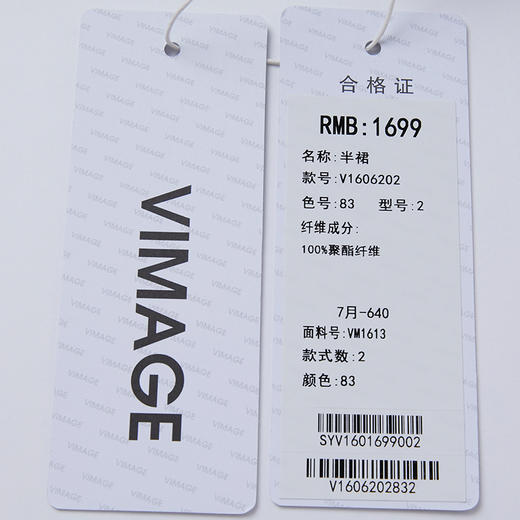 VIMAGE
合格证
RMB:1699
名称:半裙
款号:V1606202
色号:83 型号:2
纤维成分:
100%聚酯纤维
7月-640
面料号:VM1613
款式数:2
颜色:83
SYV1601699002
V1606202832